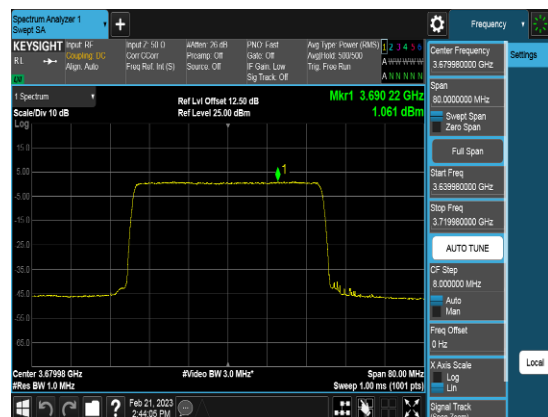 Spectrum Analyzer 1
Swept SA
+
Frequency
KEYSIGHT
Input: RF
Input Z: 50 Ω
#Atten: 26 dB
PNO: Fast
Avg Type: Power (RMS)
1 2 3 4 5 6
RL
Coupling: DC
Corr CCorr
Preamp: Off
Gate: Off
Avg|Hold: 500/500
A W W W W W
Align: Auto
Freq Ref: Int (S)
Source: Off
IF Gain: Low
Trig: Free Run
Sig Track: Off
A N N N N N
1 Spectrum
Ref Lvl Offset 12.50 dB
Mkr1 3.690 22 GHz
Scale/Div 10 dB
Ref Level 25.00 dBm
1.061 dBm
Log
15.0
5.00
1
-5.00
-15.0
-25.0
-35.0
-45.0
-55.0
-65.0
Center 3.67998 GHz
#Video BW 3.0 MHz*
Span 80.00 MHz
#Res BW 1.0 MHz
Sweep 1.00 ms (1001 pts)
?
Feb 21, 2023
2:44:05 PM
Center Frequency
3.679980000 GHz
Settings
Span
80.0000000 MHz
Swept Span
Zero Span
Full Span
Start Freq
3.639980000 GHz
Stop Freq
3.719980000 GHz
AUTO TUNE
CF Step
8.000000 MHz
Auto
Man
Freq Offset
0 Hz
X Axis Scale
Log
Lin
Local
Signal Track
(Span Zoom)